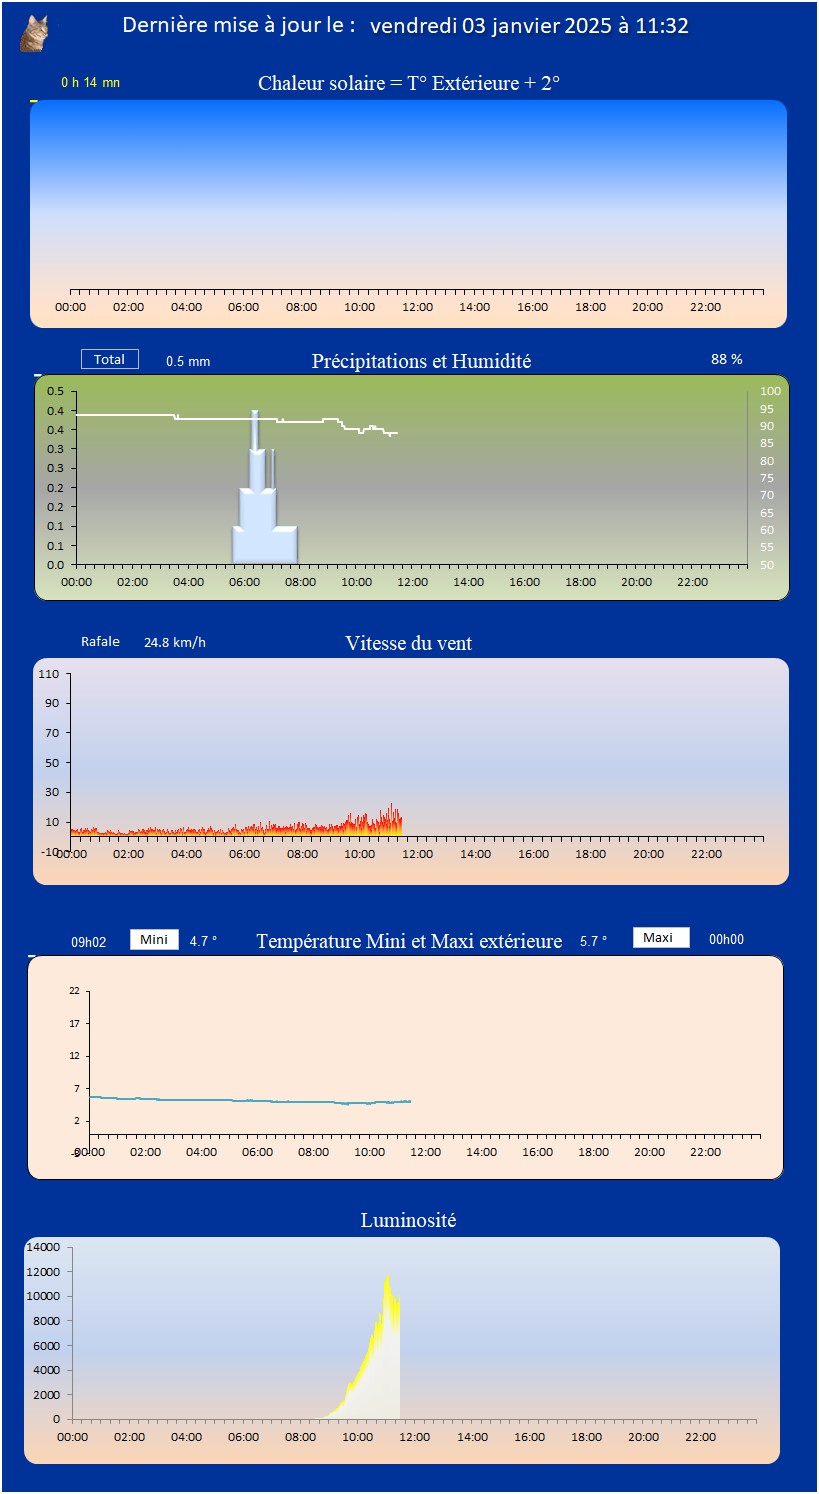 Dernière mise à jour le : vendredi 03 janvier 2025 à 11:32
0 h 14 mn
Chaleur solaire = T° Extérieure + 2°
00:00 02:00 04:00 06:00 08:00 10:00 12:00 14:00 16:00 18:00 20:00 22:00
Total 0.5 mm Précipitations et Humidité 88 %
0.5 100
0.4 95
0.4 90
0.3 85
0.3 80
0.2 75
0.2 70
0.1 65
0.1 60
0.0 55
50
00:00 02:00 04:00 06:00 08:00 10:00 12:00 14:00 16:00 18:00 20:00 22:00
Rafale 24.8 km/h Vitesse du vent
110
90
70
50
30
10
-10
00:00 02:00 04:00 06:00 08:00 10:00 12:00 14:00 16:00 18:00 20:00 22:00
09h02 Mini 4.7 ° Température Mini et Maxi extérieure 5.7 ° Maxi 00h00
22
17
12
7
2
00:00 02:00 04:00 06:00 08:00 10:00 12:00 14:00 16:00 18:00 20:00 22:00
Luminosité
14000
12000
10000
8000
6000
4000
2000
0
00:00 02:00 04:00 06:00 08:00 10:00 12:00 14:00 16:00 18:00 20:00 22:00